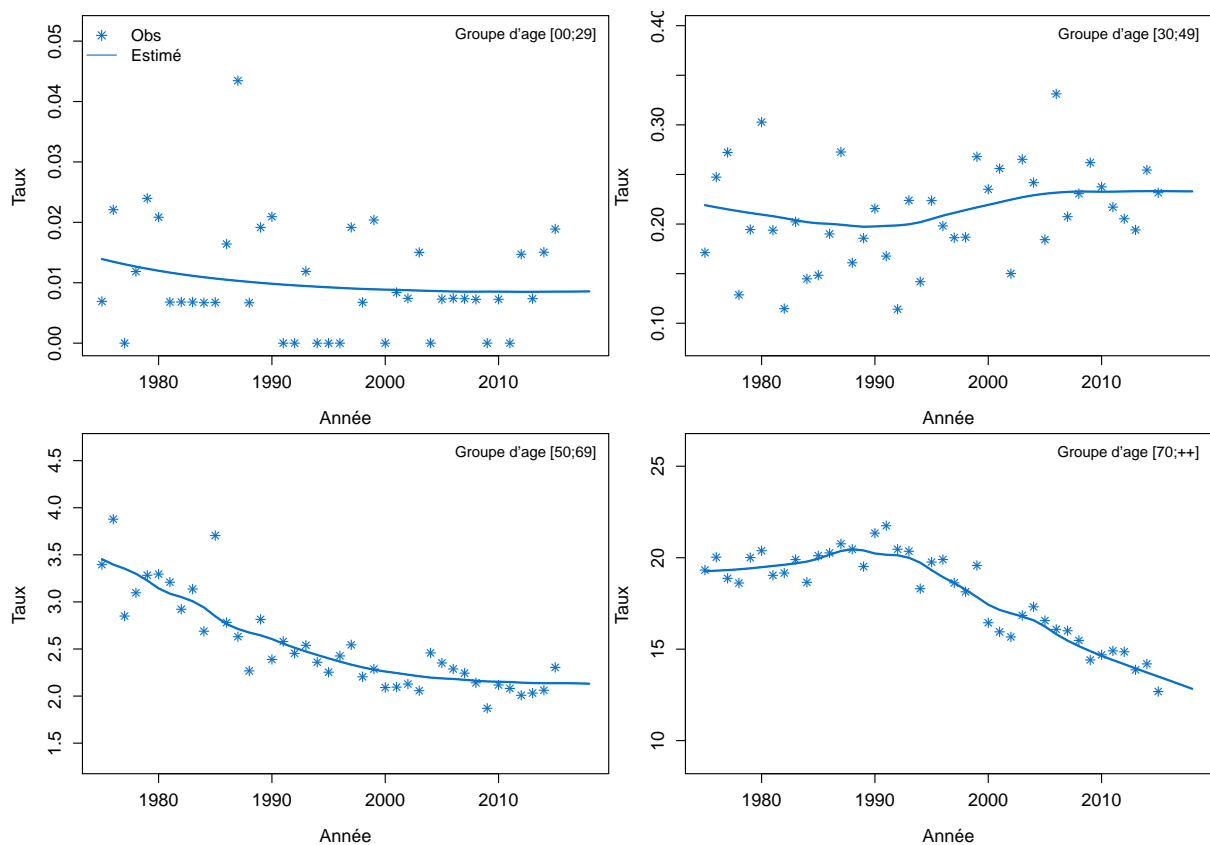 Obs
Estimé
Groupe d'age [00;29]
Taux
0.05
0.04
0.03
0.02
0.01
0.00
1980 1990 2000 2010
Année
Groupe d'age [30;49]
Taux
0.40
0.30
0.20
0.10
1980 1990 2000 2010
Année
Groupe d'age [50;69]
Taux
4.5
4.0
3.5
3.0
2.5
2.0
1.5
1980 1990 2000 2010
Année
Groupe d'age [70;++]
Taux
25
20
15
10
1980 1990 2000 2010
Année